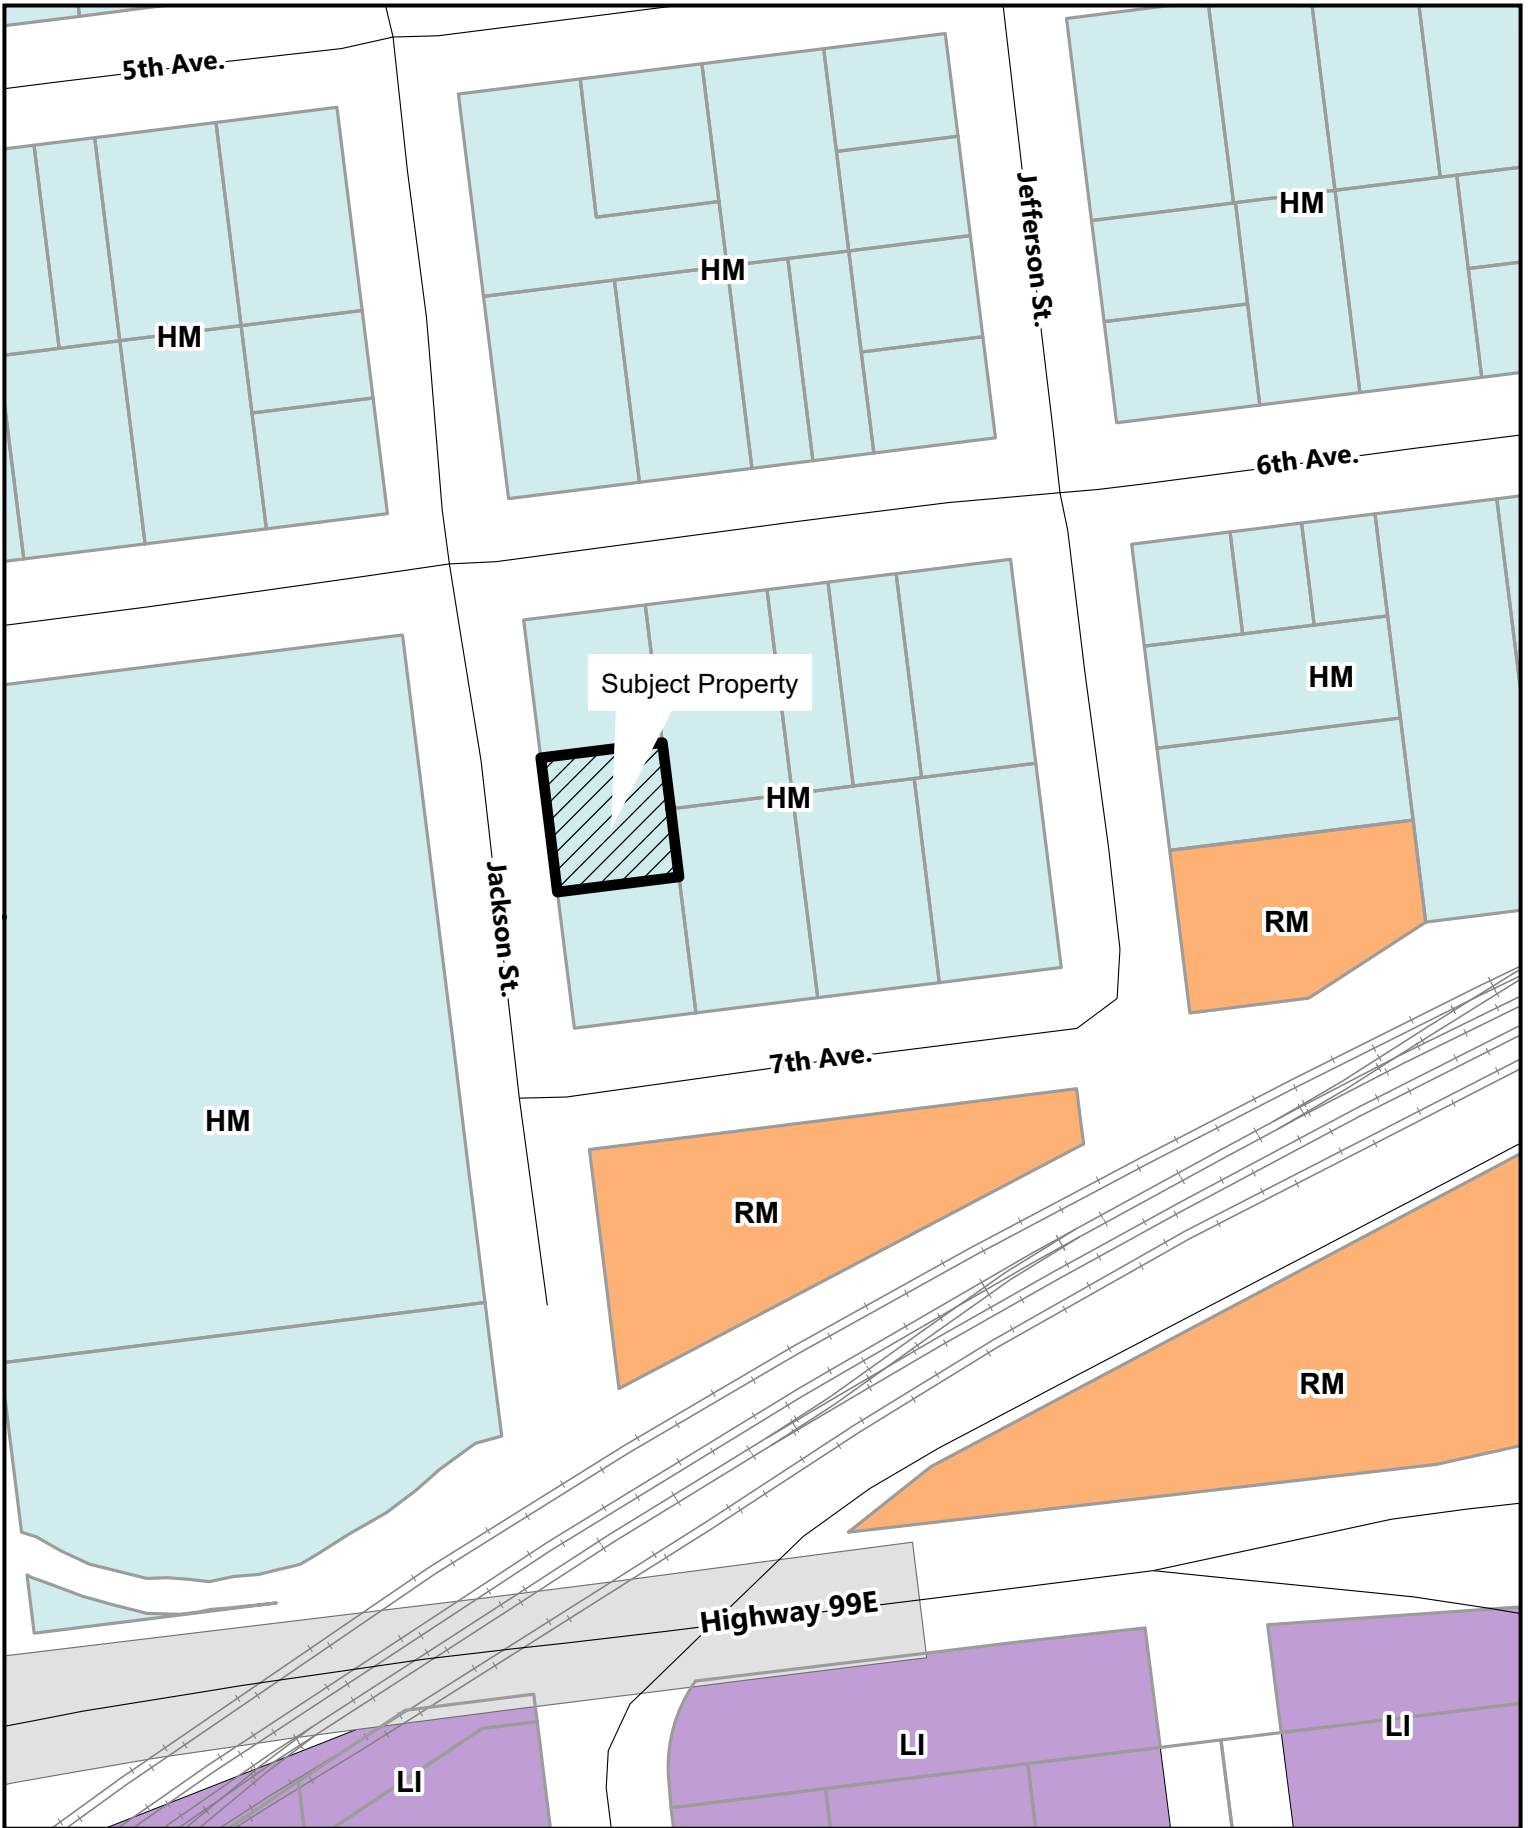 5th Ave.
Jefferson St.
HM
HM
HM
6th Ave.
HM
Subject Property
HM
Jackson St.
RM
7th Ave.
HM
RM
RM
Highway 99E
LI
LI
LI